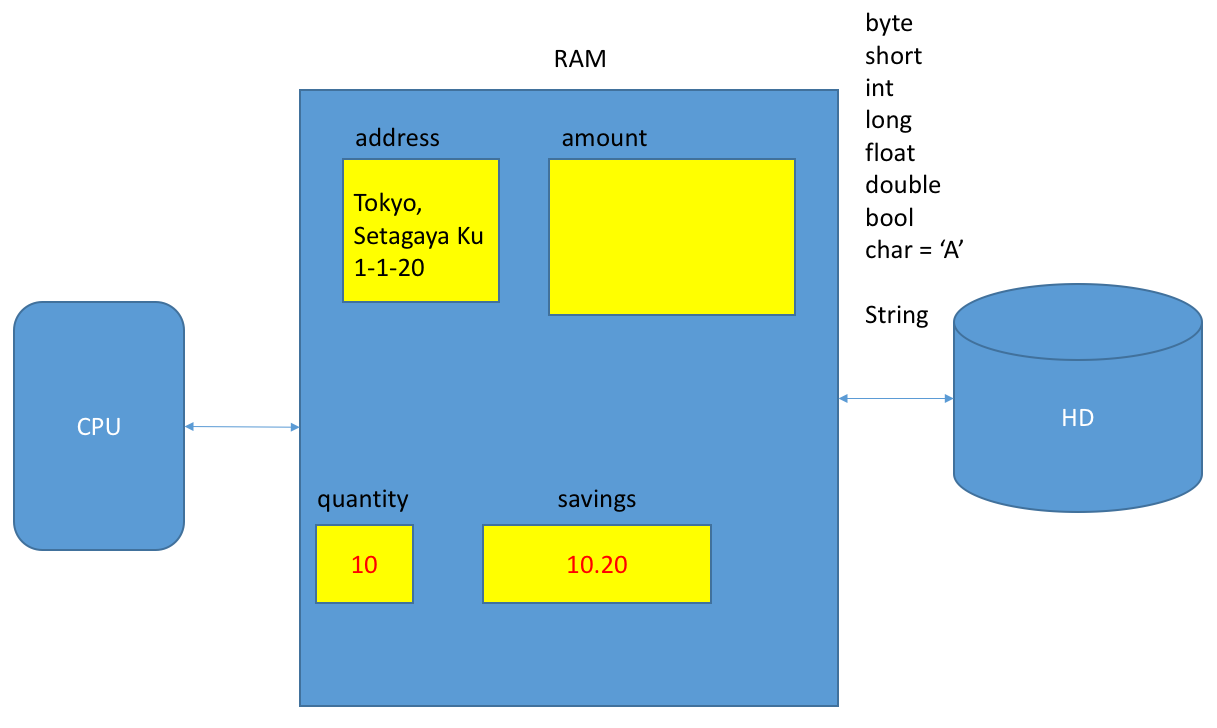 RAM
byte
short
int
long
float
double
bool
char = ‘A’
String
address
amount
Tokyo,
Setagaya Ku
1-1-20
CPU
HD
quantity
savings
10
10.20